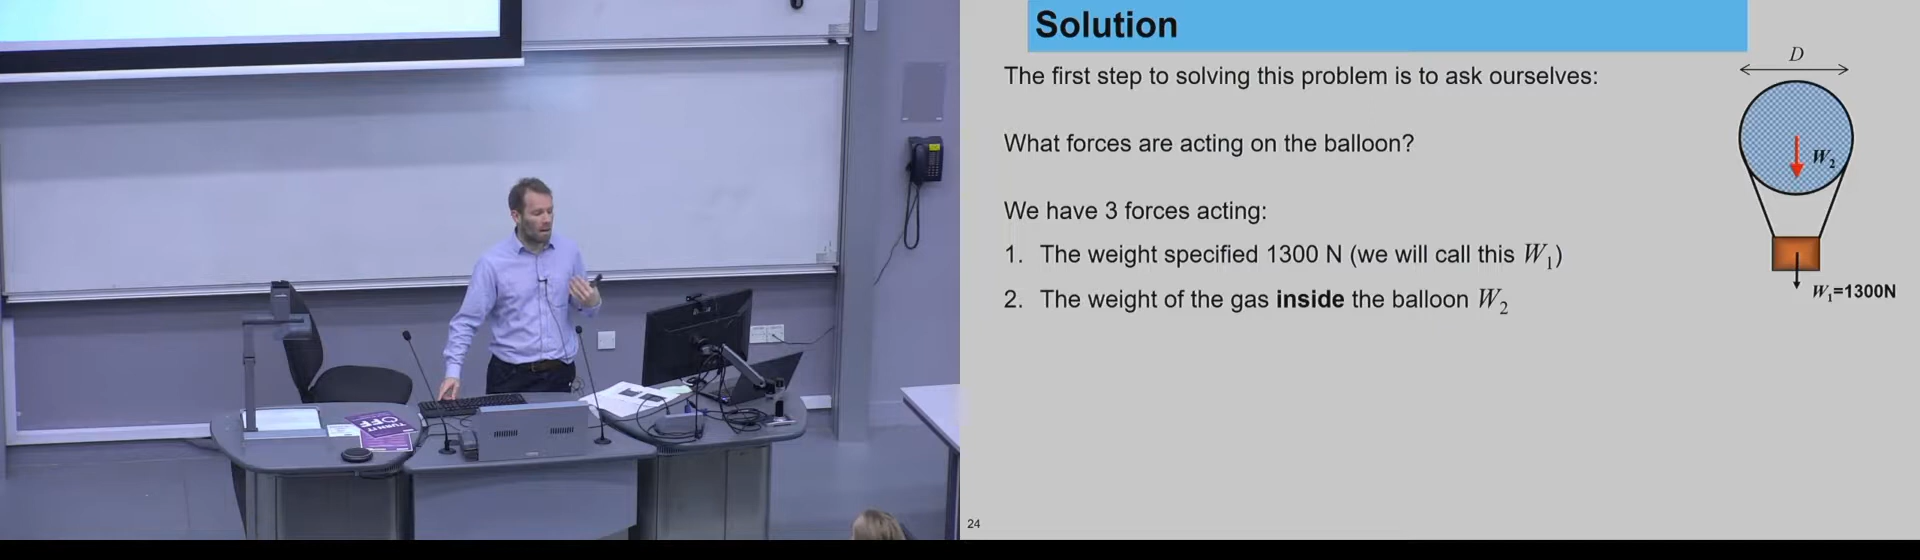 Solution
The first step to solving this problem is to ask ourselves:
What forces are acting on the balloon?
We have 3 forces acting:
1. The weight specified 1300 N (we will call this W₁)
2. The weight of the gas inside the balloon W₂
D
W₂
W₁=1300N
24
TURN IT
OFF